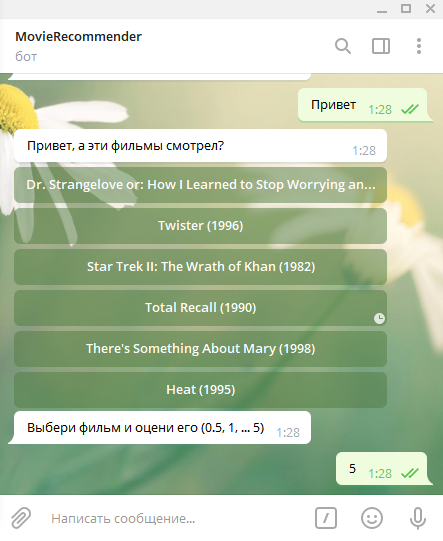 MovieRecommender
бот
Привет 1:28
Привет, а эти фильмы смотрел? 1:28
Dr. Strangelove or: How I Learned to Stop Worrying an...
Twister (1996)
Star Trek II: The Wrath of Khan (1982)
Total Recall (1990)
There's Something About Mary (1998)
Heat (1995)
Выбери фильм и оцени его (0.5, 1, ... 5) 1:28
5 1:28
Написать сообщение...